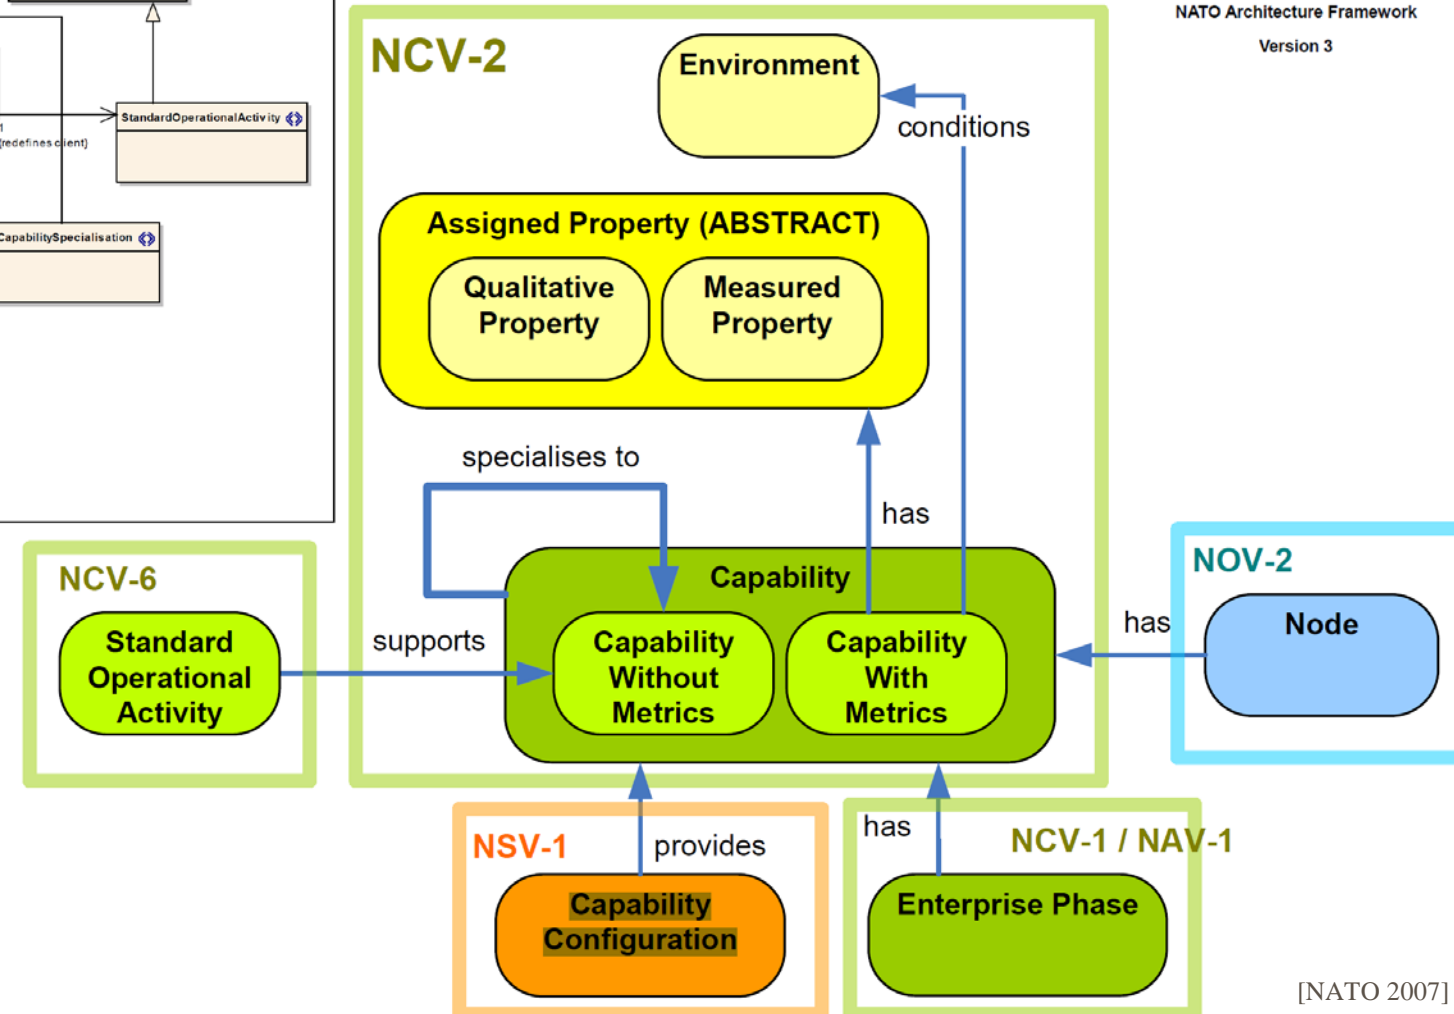 NATO Architecture Framework
Version 3
StandardOperationalActivity
1
(redefines client)
CapabilitySpecialisation
NCV-2
Environment
conditions
Assigned Property (ABSTRACT)
Qualitative
Property
Measured
Property
specialises to
has
NCV-6
Standard
Operational
Activity
supports
Capability
Capability
Without
Metrics
Capability
With
Metrics
has
NOV-2
Node
NSV-1
provides
Capability
Configuration
has
NCV-1 / NAV-1
Enterprise Phase
[NATO 2007]